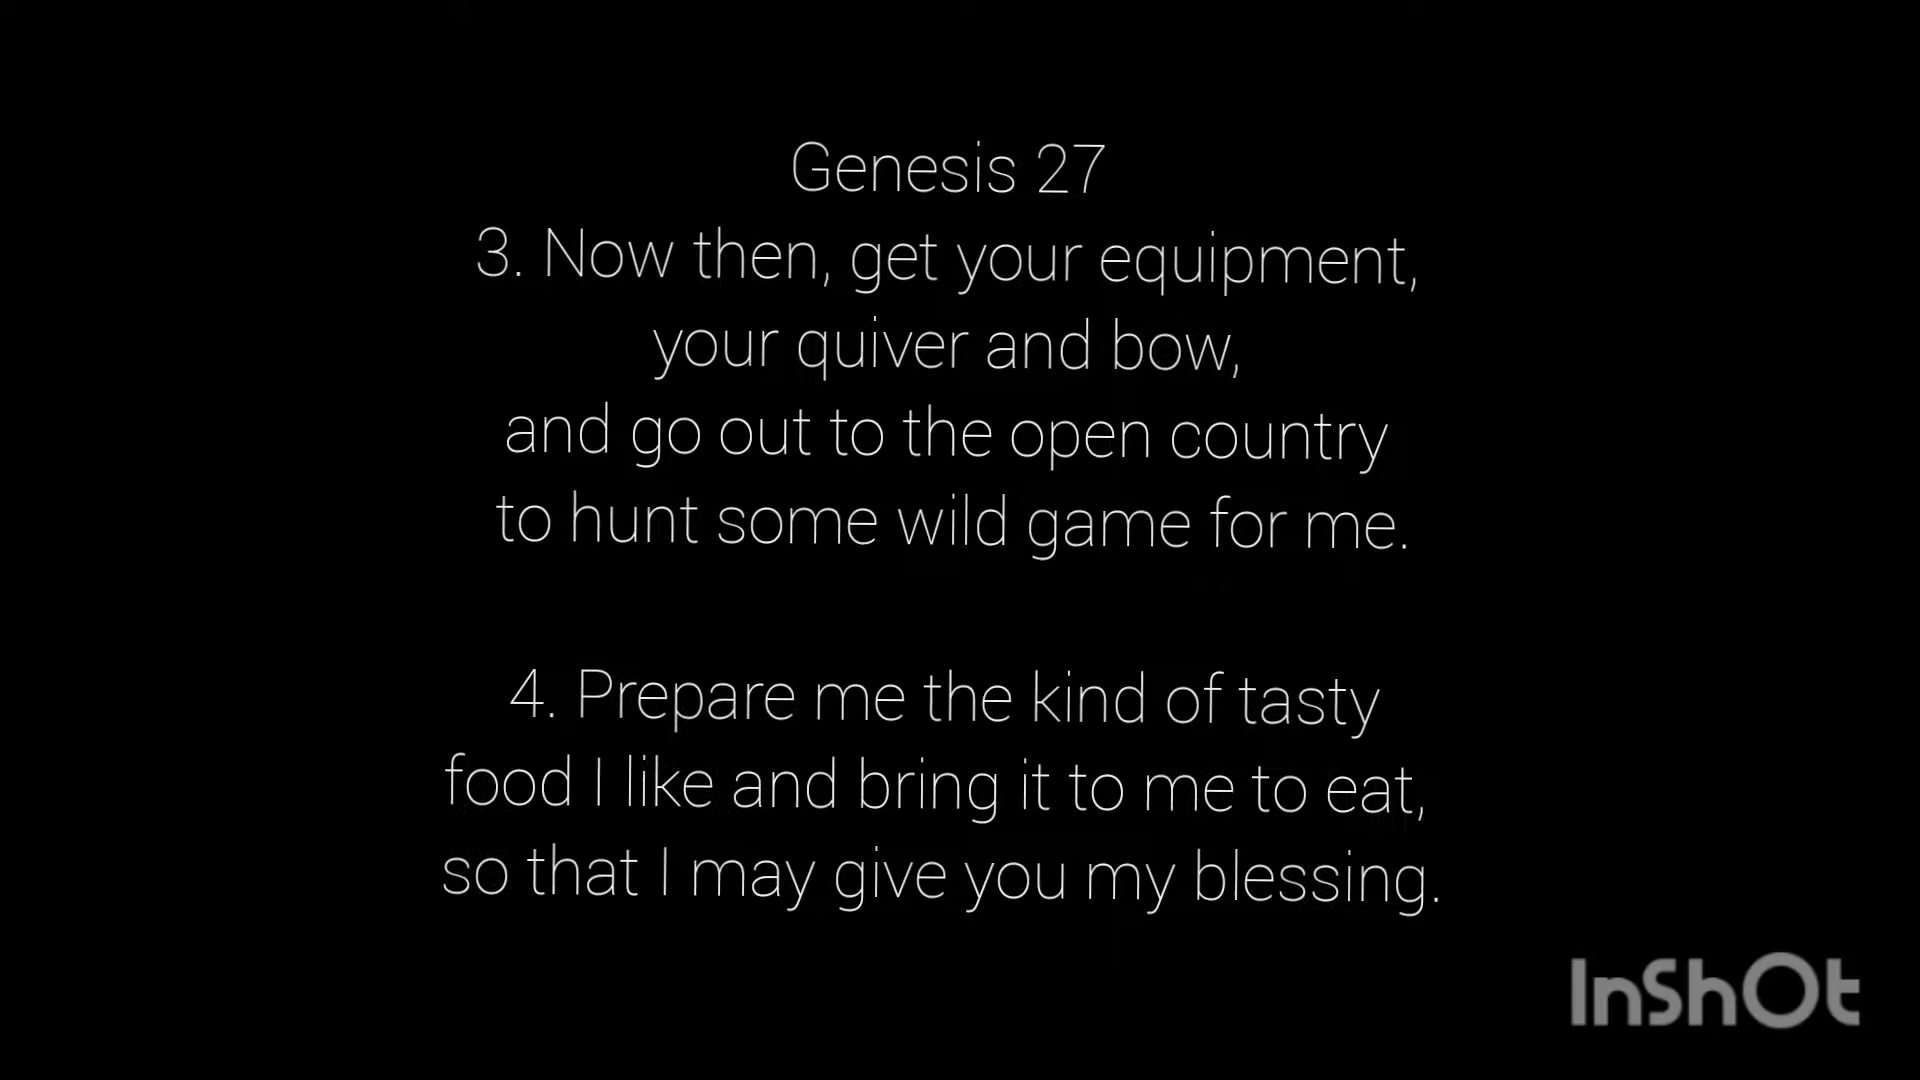 Genesis 27
3. Now then, get your equipment,
your quiver and bow,
and go out to the open country
to hunt some wild game for me.
4. Prepare me the kind of tasty
food I like and bring it to me to eat,
so that I may give you my blessing.
InShOt